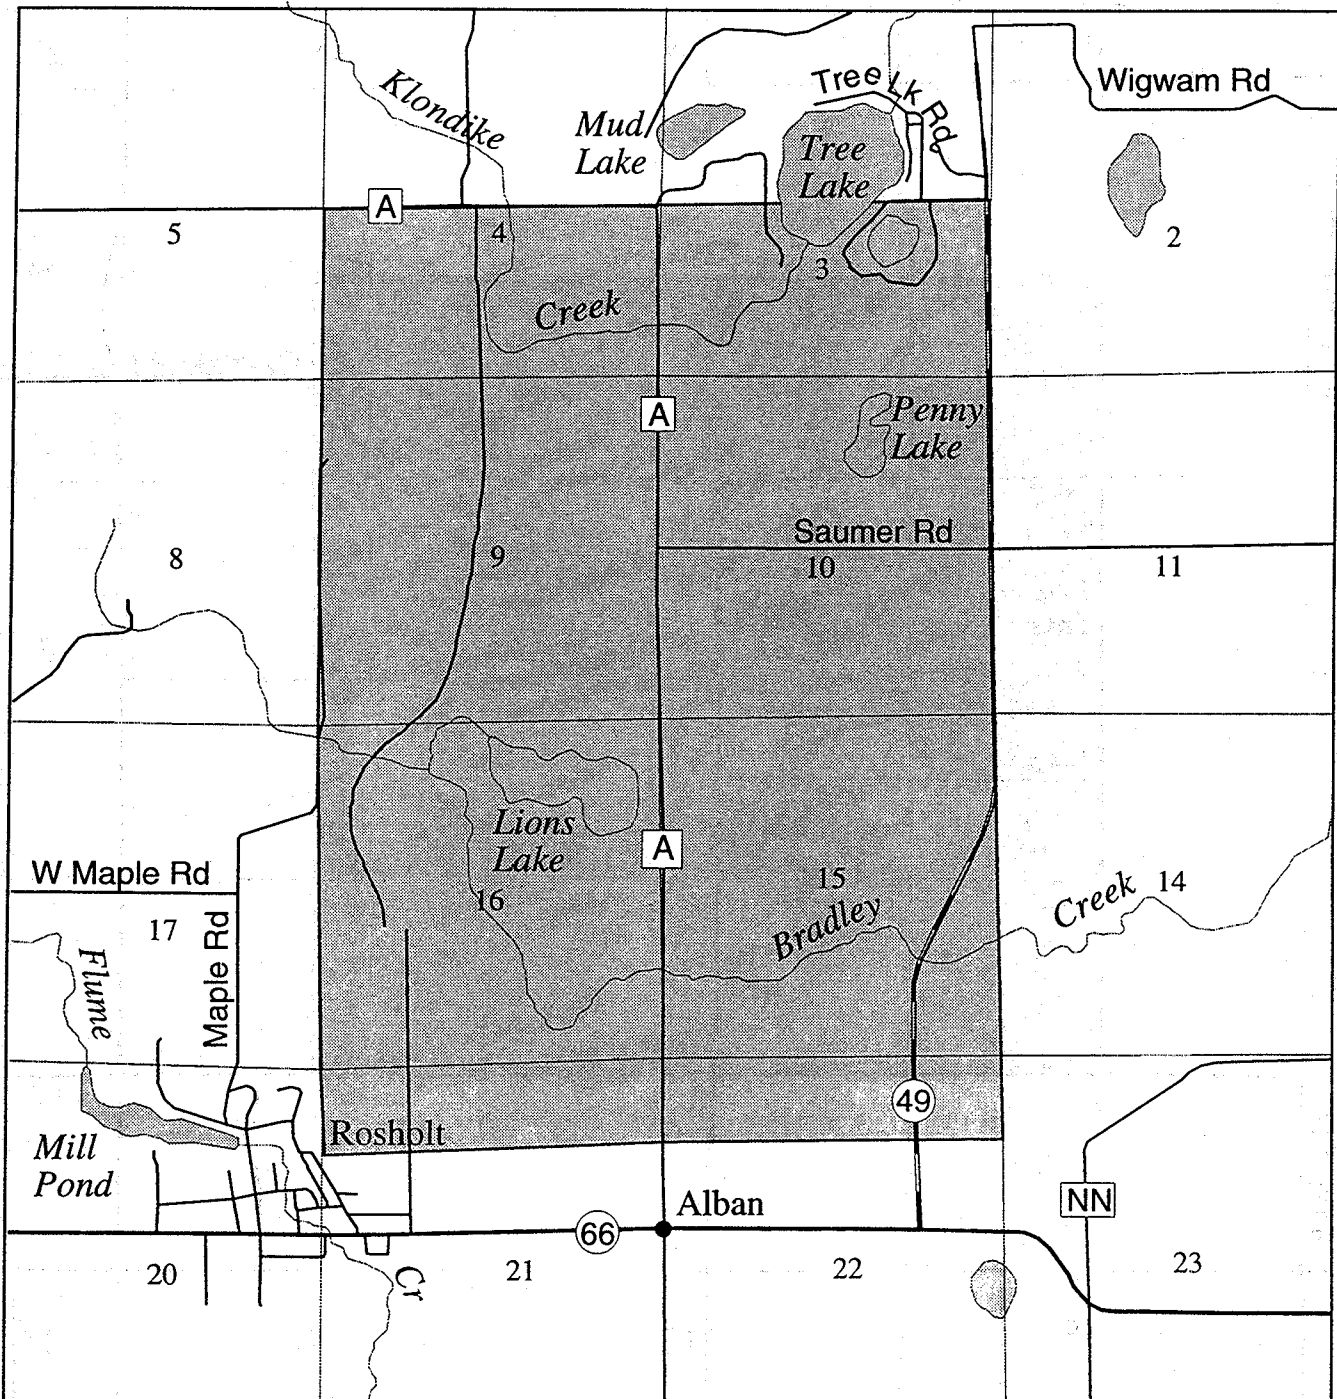 Klondike
Mud
Lake
Tree Lk Rd
Tree
Lake
Wigwam Rd
A
5
4
3
2
Creek
A
Penny
Lake
Saumer Rd
8
9
10
11
Lions
Lake
A
W Maple Rd
16
15
Bradley
Creek
14
17
Maple Rd
Flume
49
Rosholt
Mill
Pond
NN
Alban
66
20
21
22
23
Cr